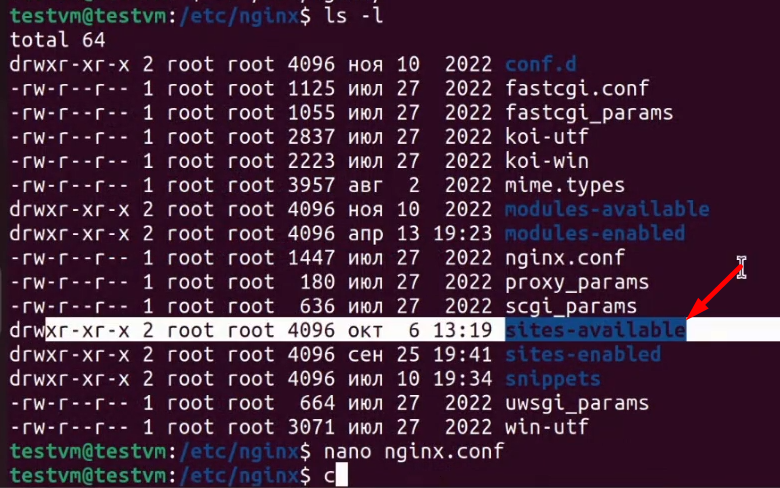 testvm@testvm:/etc/nginx$ ls -l
total 64
drwxr-xr-x 2 root root 4096 ноя 10  2022 conf.d
-rw-r--r-- 1 root root 1125 июл 27  2022 fastcgi.conf
-rw-r--r-- 1 root root 1055 июл 27  2022 fastcgi_params
-rw-r--r-- 1 root root 2837 июл 27  2022 koi-utf
-rw-r--r-- 1 root root 2223 июл 27  2022 koi-win
-rw-r--r-- 1 root root 3957 авг  2  2022 mime.types
drwxr-xr-x 2 root root 4096 ноя 10  2022 modules-available
drwxr-xr-x 2 root root 4096 апр 13 19:23 modules-enabled
-rw-r--r-- 1 root root 1447 июл 27  2022 nginx.conf
-rw-r--r-- 1 root root  180 июл 27  2022 proxy_params
-rw-r--r-- 1 root root  636 июл 27  2022 scgi_params
drwxr-xr-x 2 root root 4096 окт  6 13:19 sites-available
drwxr-xr-x 2 root root 4096 сен 25 19:41 sites-enabled
drwxr-xr-x 2 root root 4096 июл 10 19:34 snippets
-rw-r--r-- 1 root root  664 июл 27  2022 uwsgi_params
-rw-r--r-- 1 root root 3071 июл 27  2022 win-utf
testvm@testvm:/etc/nginx$ nano nginx.conf
testvm@testvm:/etc/nginx$ c